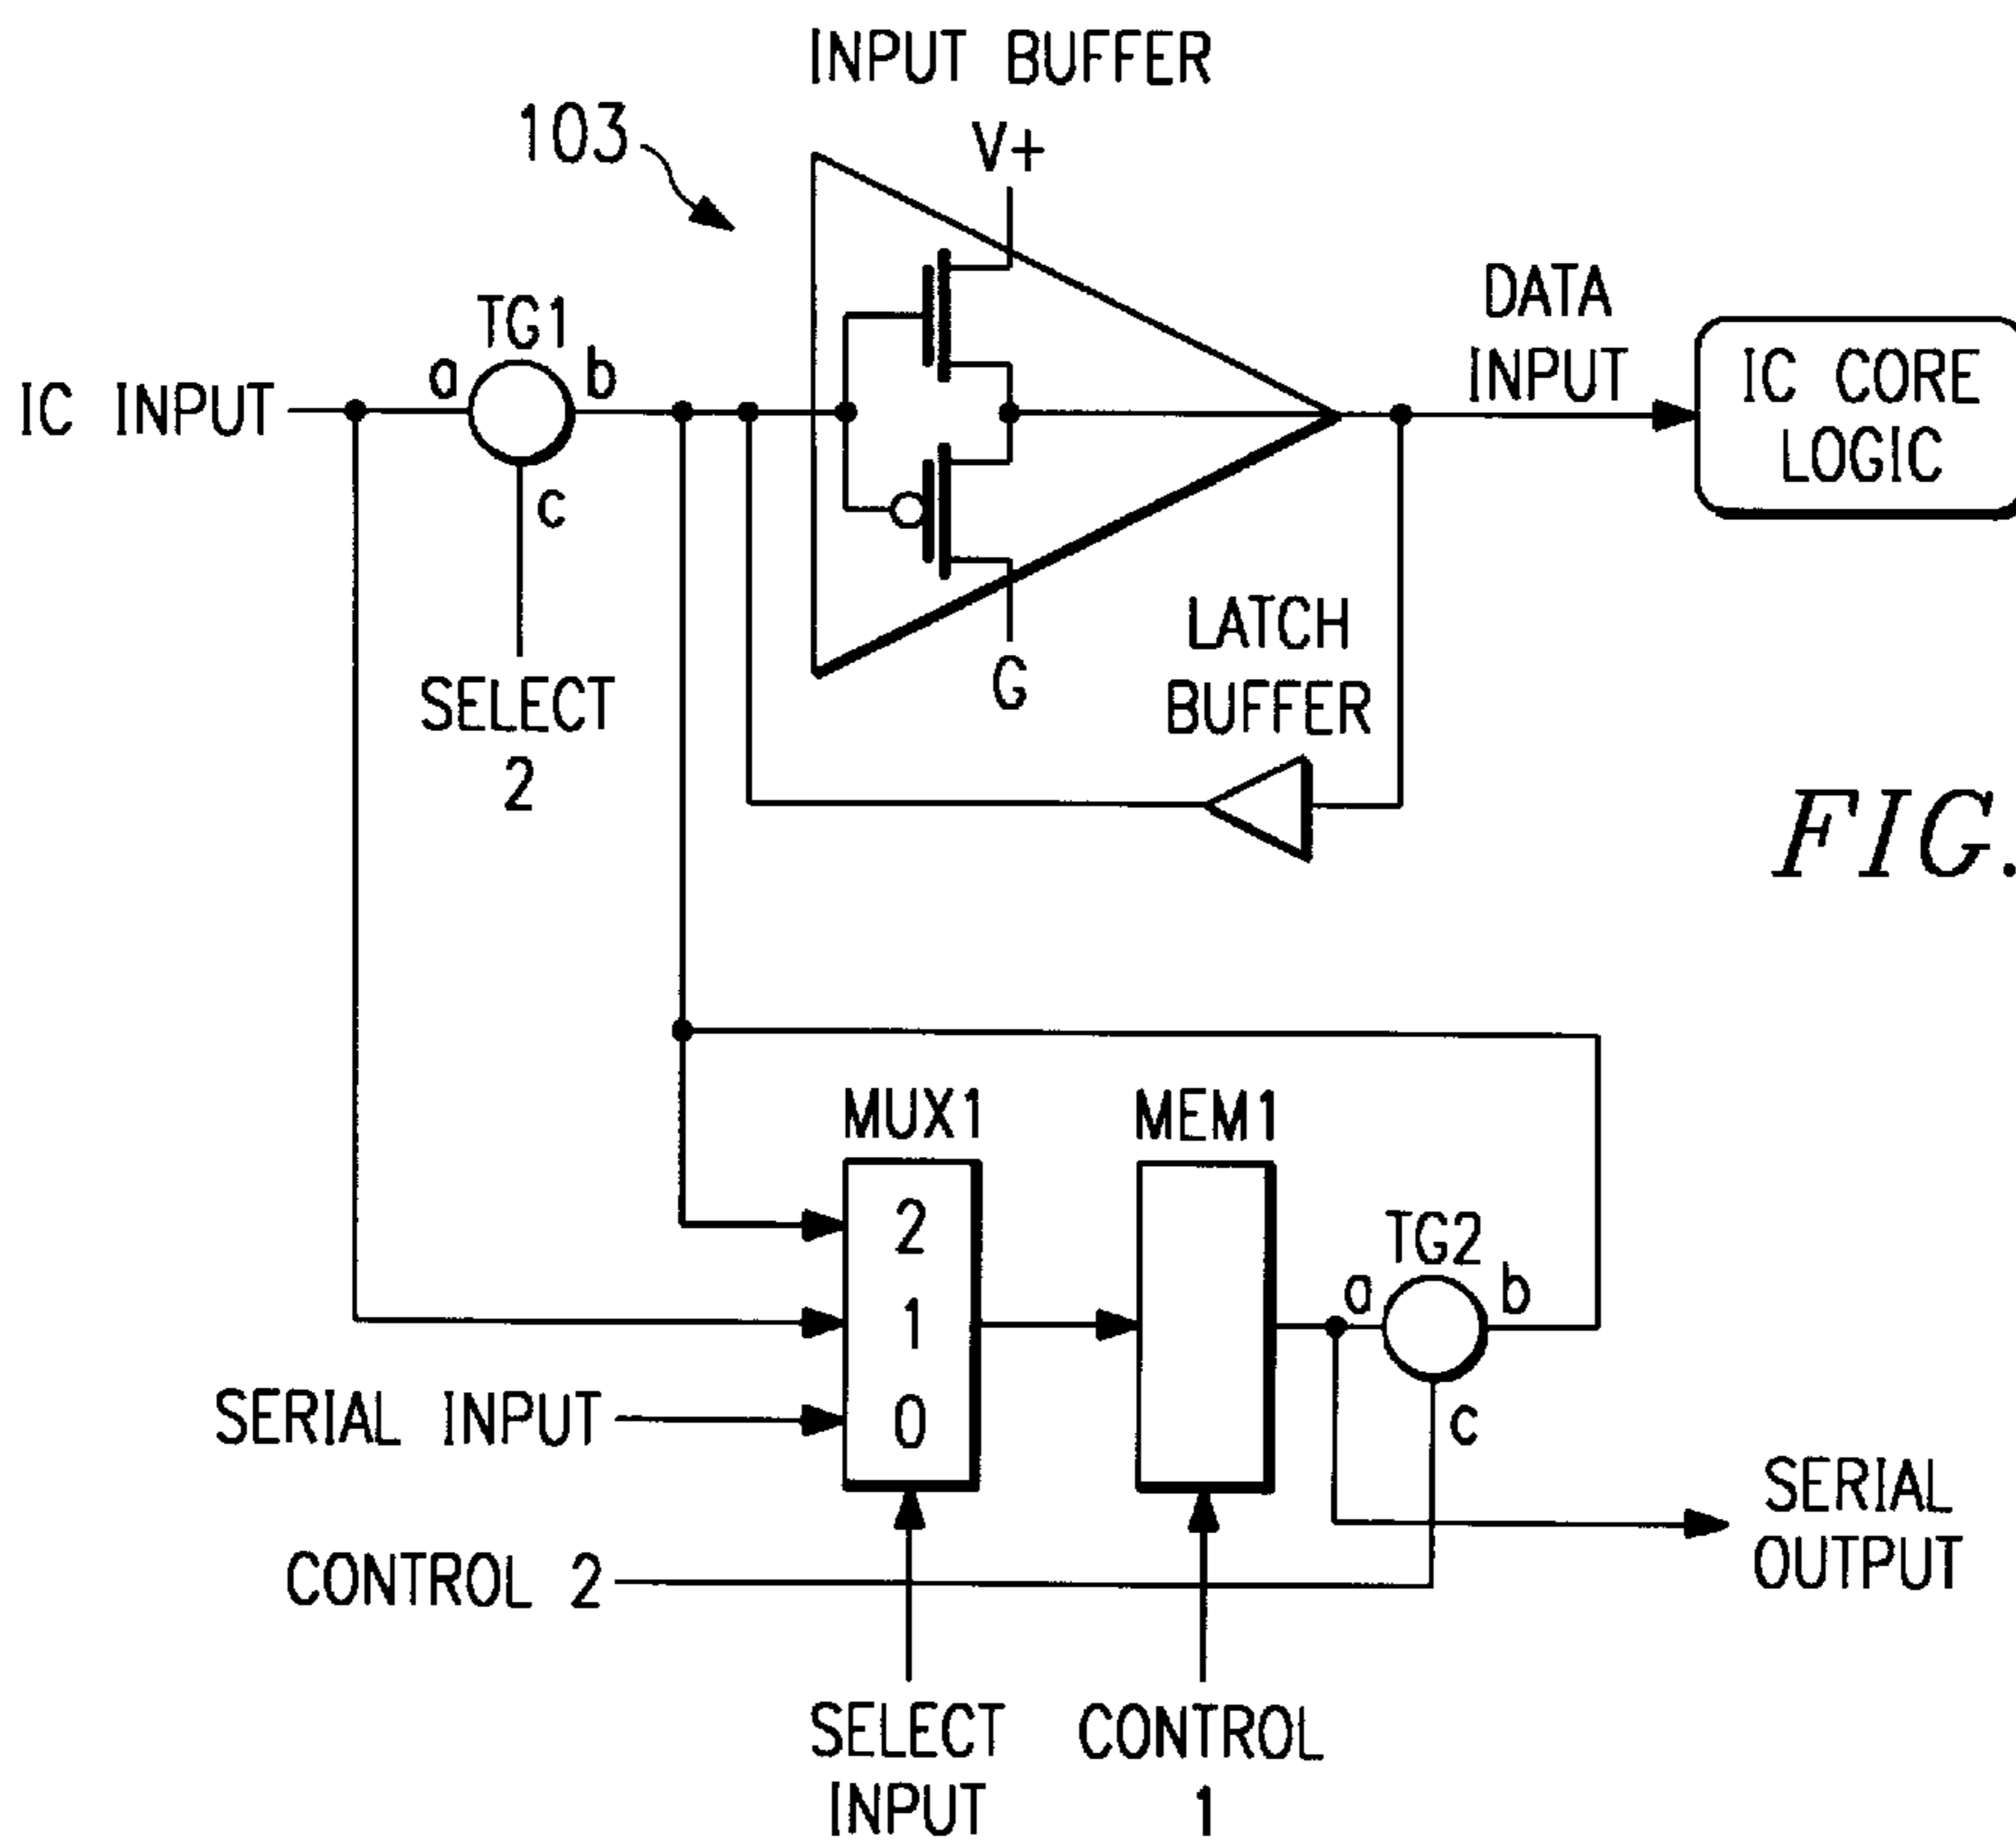 INPUT BUFFER
103
V+
TG1
a
b
c
IC INPUT
DATA
INPUT
IC CORE
LOGIC
SELECT
2
G
LATCH
BUFFER
FIG.
MUX1
MEM1
2
1
0
TG2
a
b
c
SERIAL INPUT
SERIAL
OUTPUT
CONTROL 2
SELECT
INPUT
CONTROL
1